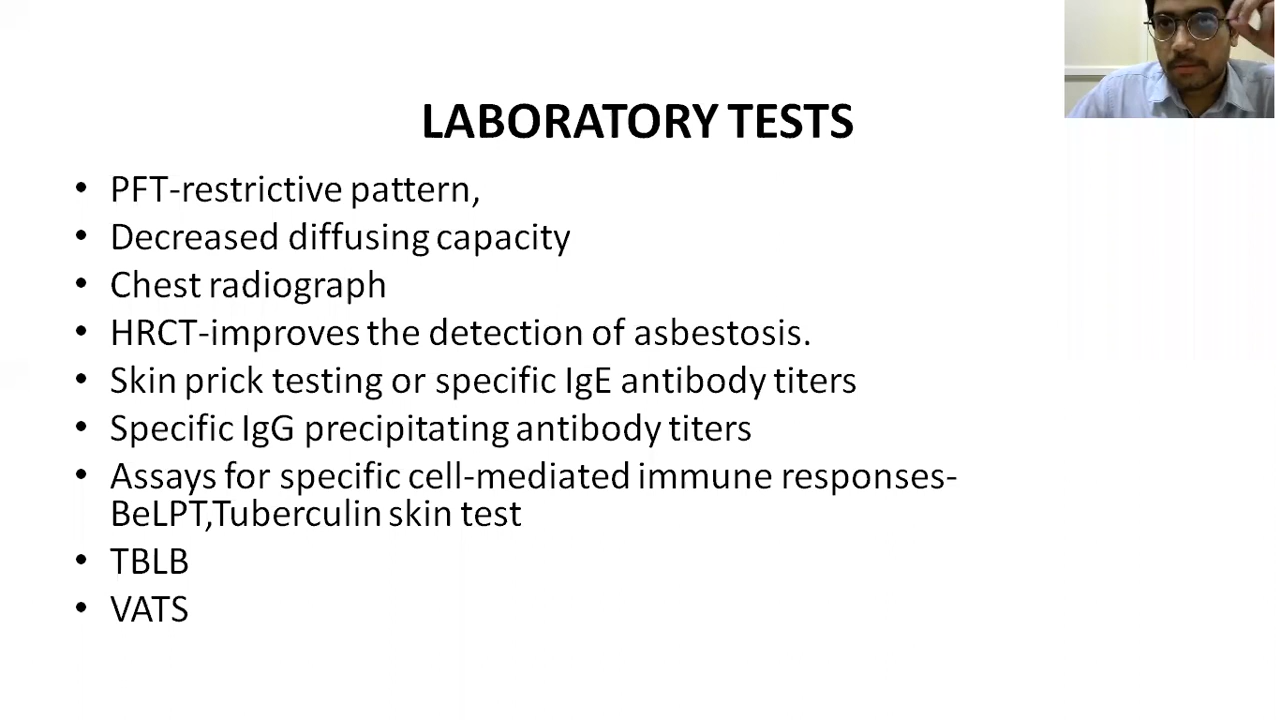 LABORATORY TESTS
• PFT-restrictive pattern,
• Decreased diffusing capacity
• Chest radiograph
• HRCT-improves the detection of asbestosis.
• Skin prick testing or specific IgE antibody titers
• Specific IgG precipitating antibody titers
• Assays for specific cell-mediated immune responses-
BeLPT,Tuberculin skin test
• TBLB
• VATS